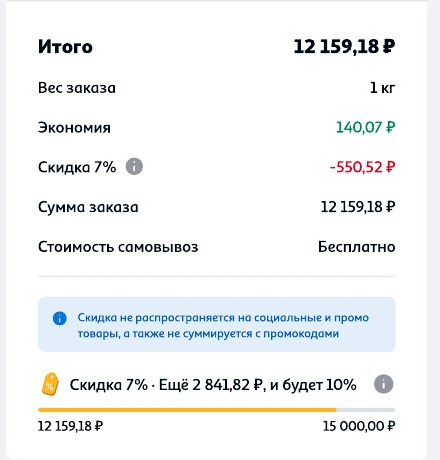 Итого 12 159,18 ₽
Вес заказа 1 кг
Экономия 140,07 ₽
Скидка 7% i -550,52 ₽
Сумма заказа 12 159,18 ₽
Стоимость самовывоз Бесплатно
i Скидка не распространяется на социальные и промо
товары, а также не суммируется с промокодами
% Скидка 7% · Ещё 2 841,82 ₽, и будет 10% i
12 159,18 ₽ 15 000,00 ₽